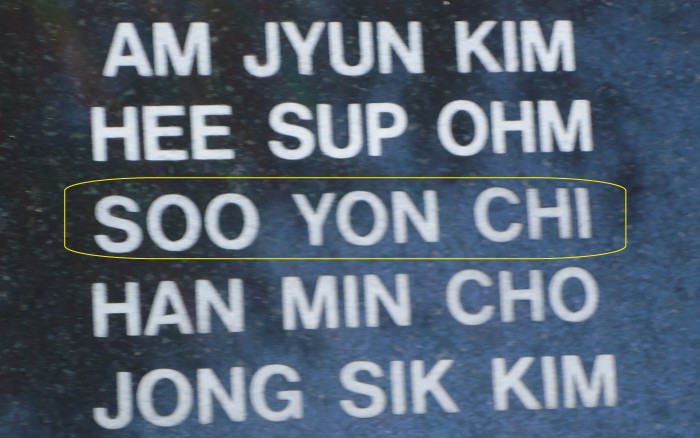 AM JYUN KIM
HEE SUP OHM
SOO YON CHI
HAN MIN CHO
JONG SIK KIM